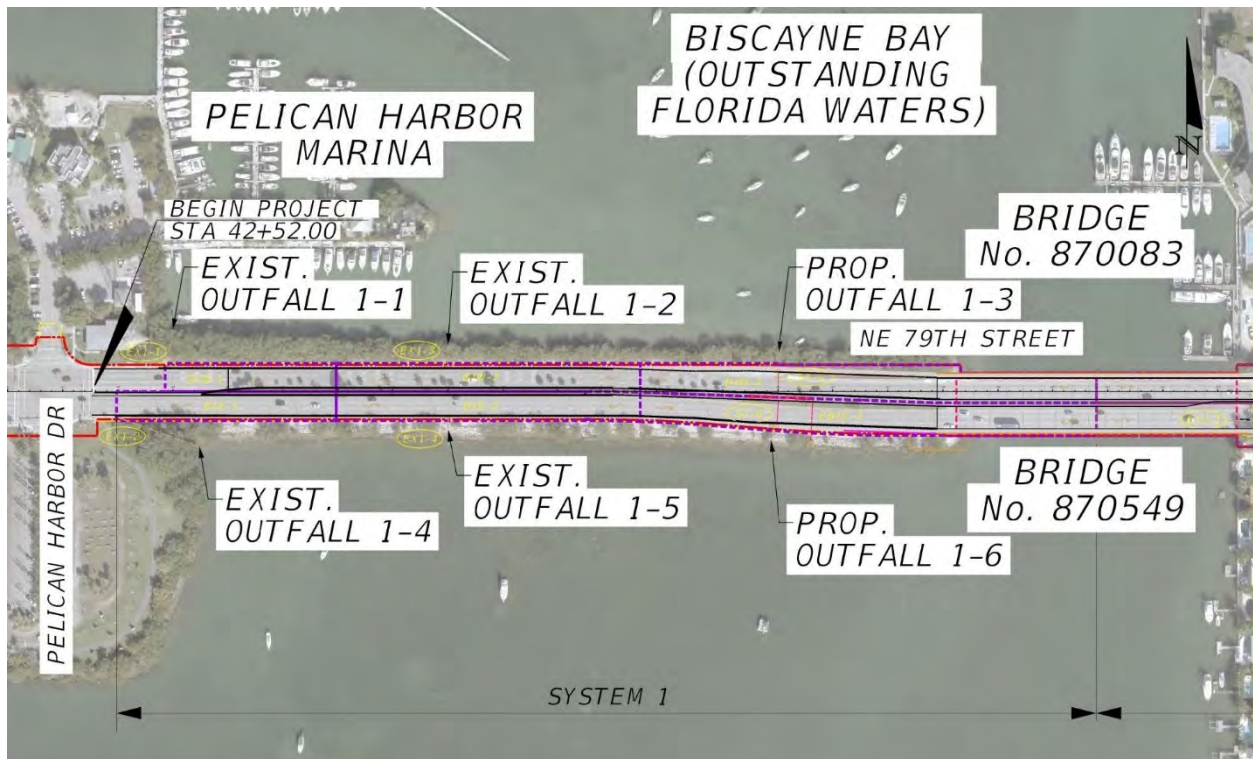 BISCAYNE BAY
(OUTSTANDING
FLORIDA WATERS)
PELICAN HARBOR
MARINA
N
BEGIN PROJECT
STA 42+52.00
BRIDGE
No. 870083
EXIST.
OUTFALL 1-1
EXIST.
OUTFALL 1-2
PROP.
OUTFALL 1-3
NE 79TH STREET
PELICAN HARBOR DR
EXIST.
OUTFALL 1-4
EXIST.
OUTFALL 1-5
PROP.
OUTFALL 1-6
BRIDGE
No. 870549
SYSTEM 1